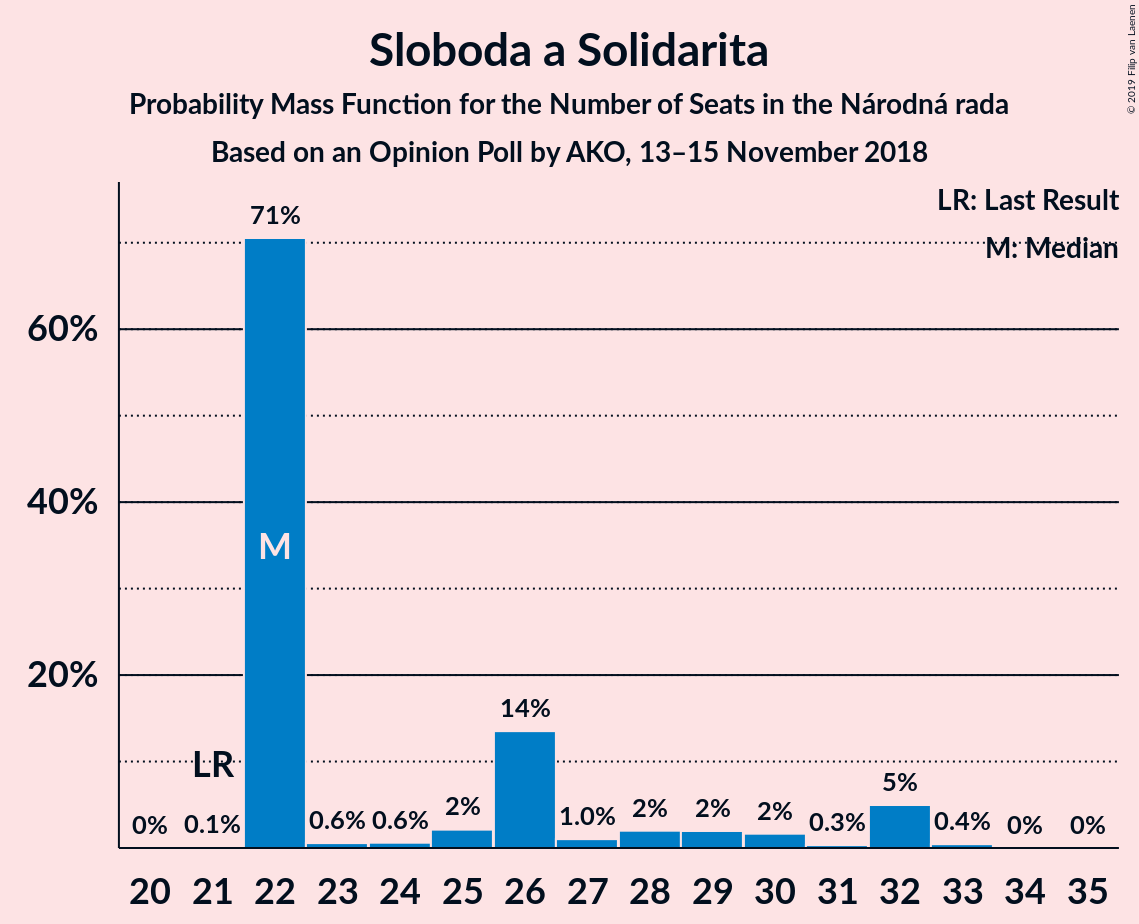 Sloboda a Solidarita
Probability Mass Function for the Number of Seats in the Národná rada
Based on an Opinion Poll by AKO, 13–15 November 2018
© 2019 Filip van Laenen
LR: Last Result
M: Median
71%
60%
40%
M
20%
14%
LR
5%
0% 0.1% 0.6% 0.6% 2% 1.0% 2% 2% 2% 0.3% 0.4% 0% 0%
20 21 22 23 24 25 26 27 28 29 30 31 32 33 34 35